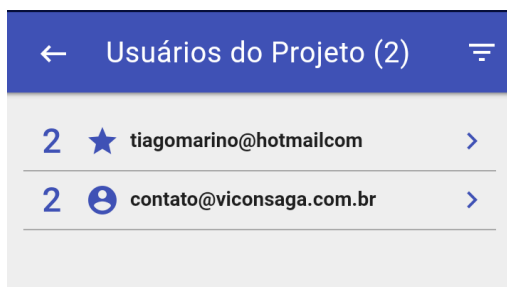 Usuários do Projeto (2)
2 tiagomarino@hotmailcom
2 contato@viconsaga.com.br